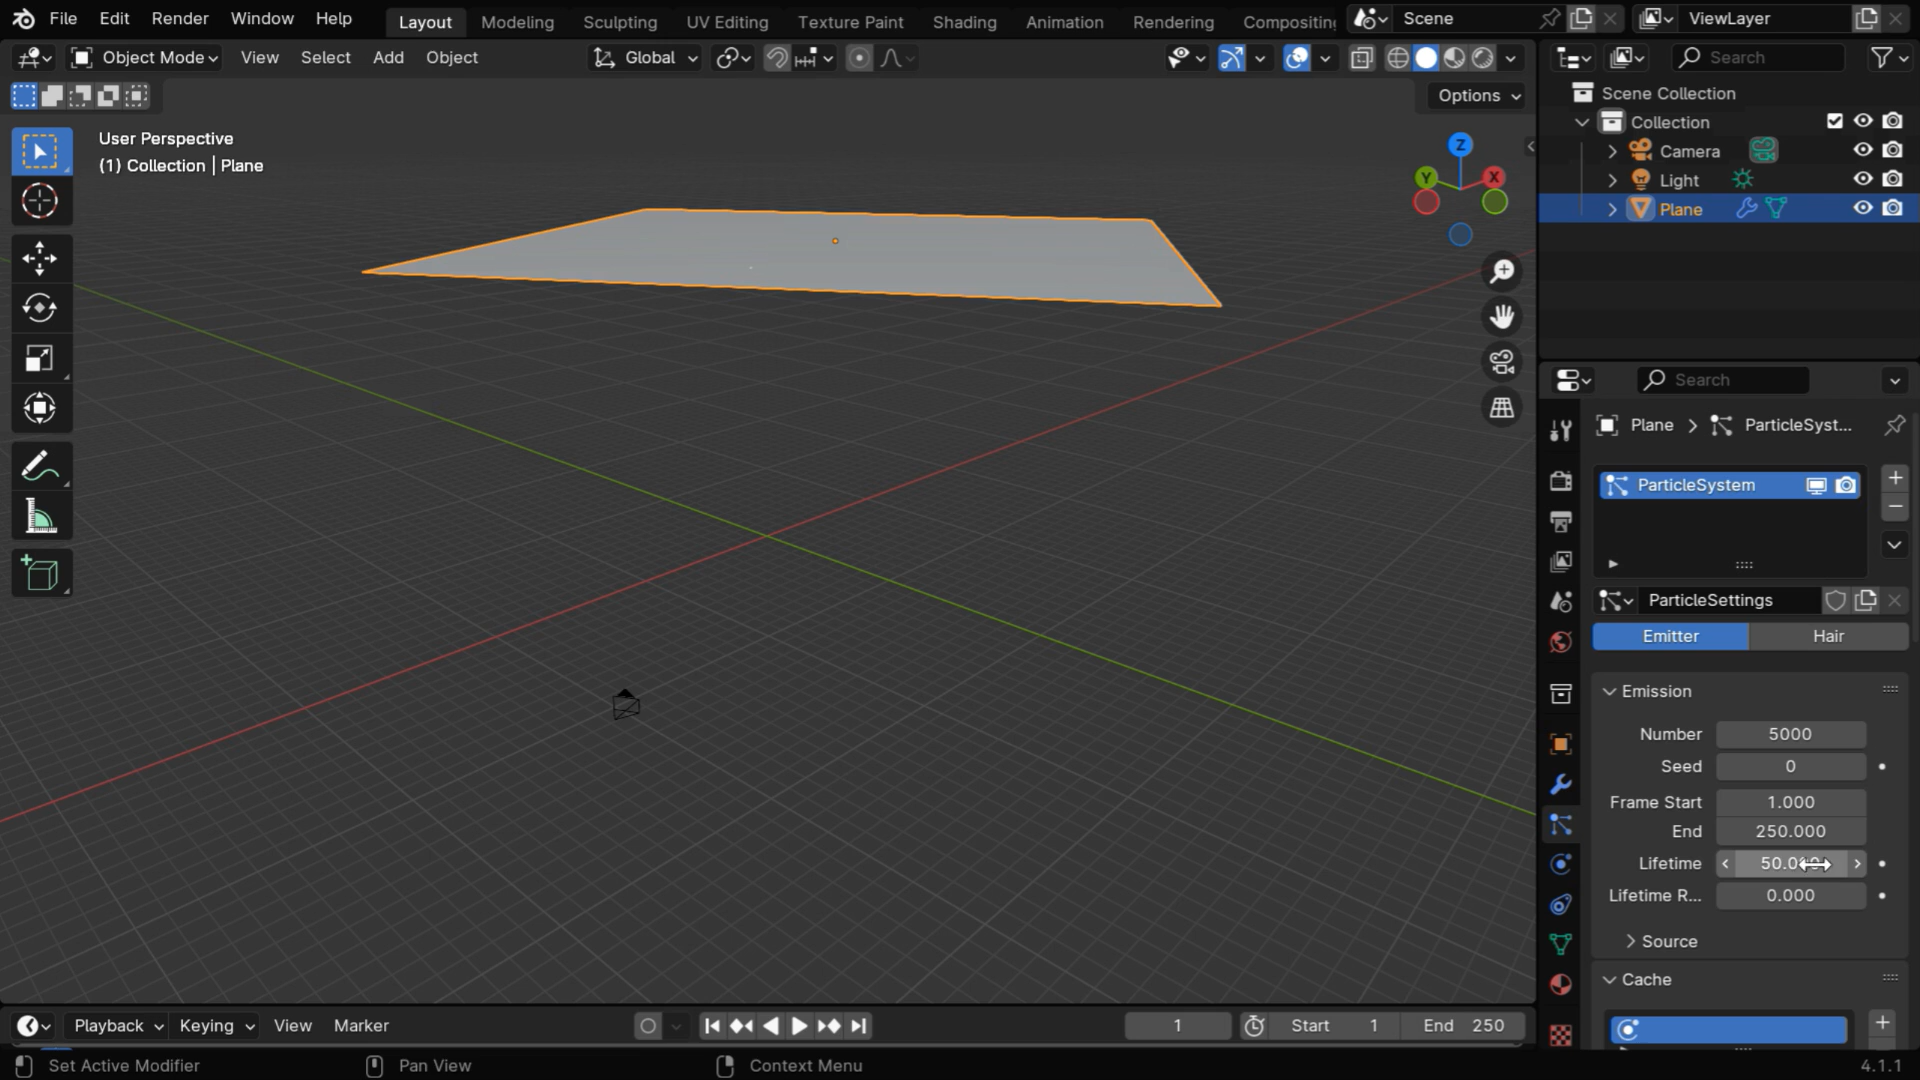 File Edit Render Window Help
Layout Modeling Sculpting UV Editing Texture Paint Shading Animation Rendering Compositing
Scene
ViewLayer
Object Mode View Select Add Object
Global
Search
Options
User Perspective
(1) Collection | Plane
Z
Y
X
Scene Collection
Collection
Camera
Light
Plane
Search
Plane > ParticleSyst...
ParticleSystem
ParticleSettings
Emitter Hair
Emission
Number 5000
Seed 0
Frame Start 1.000
End 250.000
Lifetime
Lifetime R... 0.000
Source
Cache
Playback Keying View Marker
1
Start 1 End 250
Set Active Modifier
Pan View
Context Menu
4.1.1